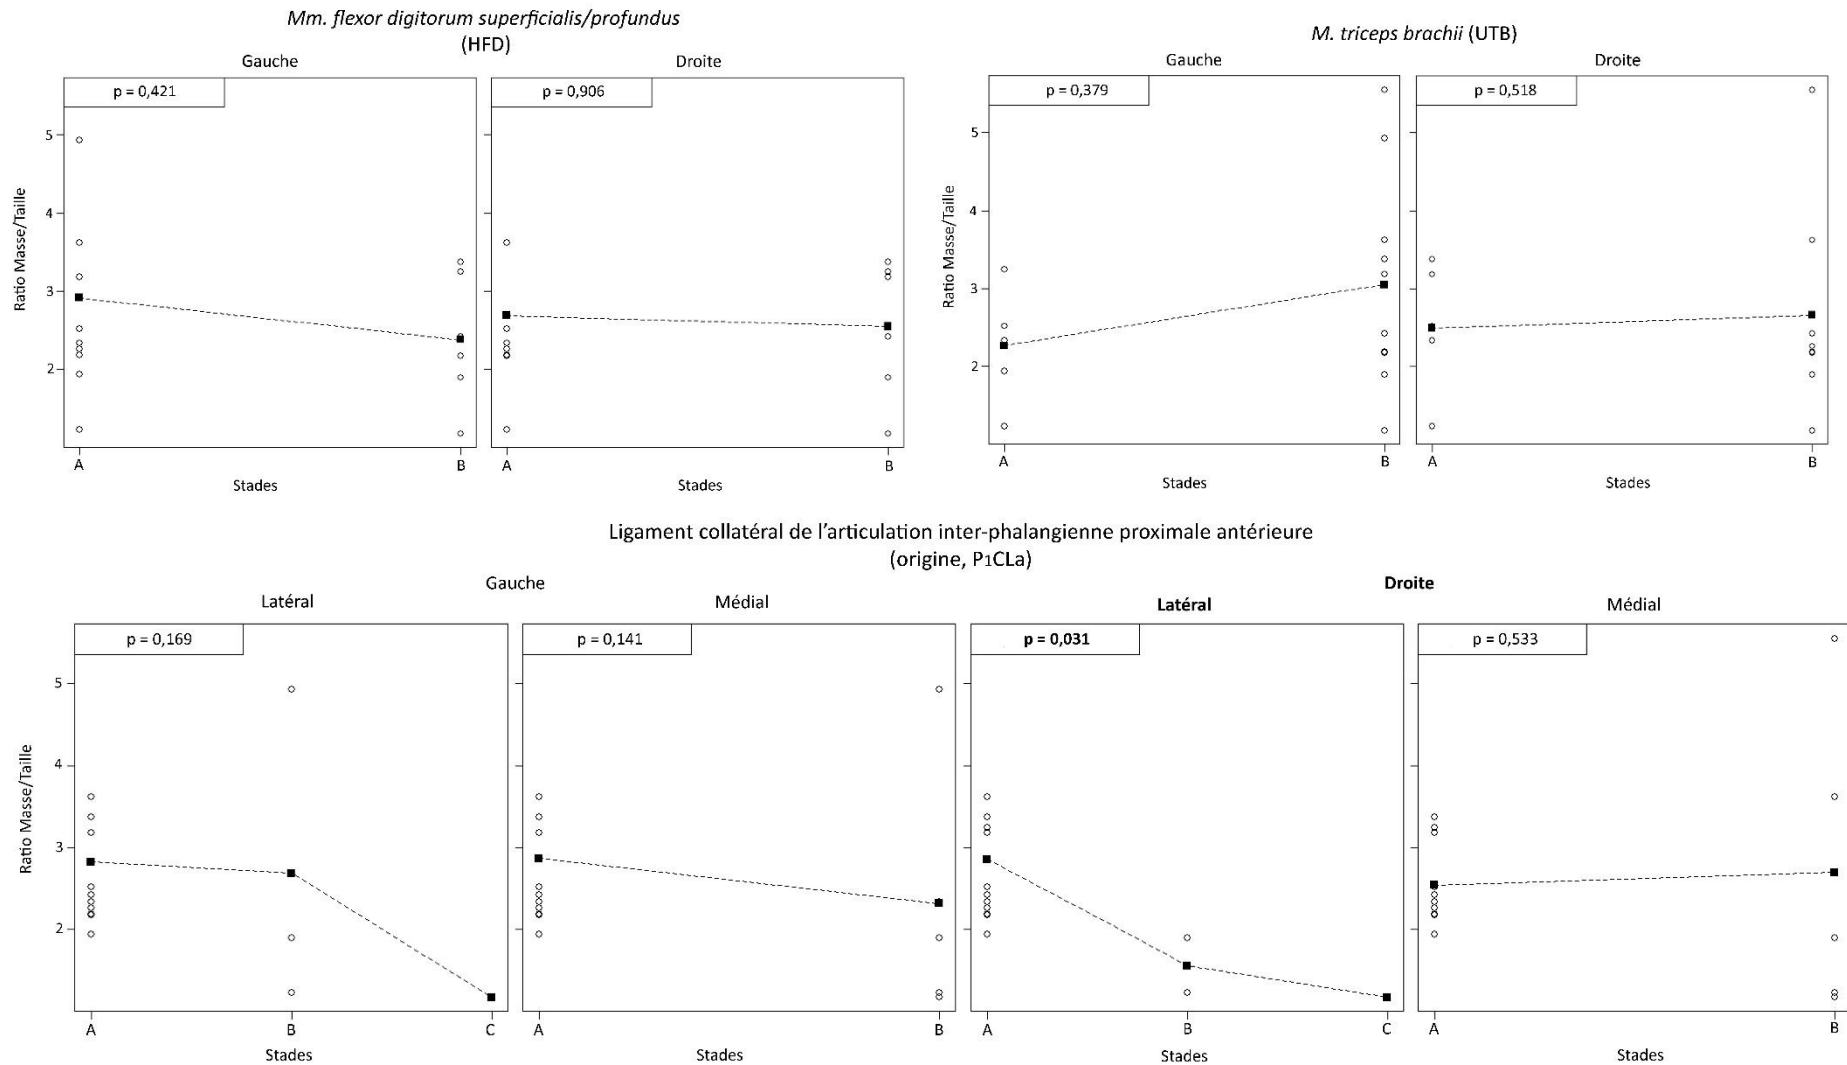 Mm. flexor digitorum superficialis/profundus
(HFD)
Gauche
Droite
p = 0,421
p = 0,906
Ratio Masse/Taille
5
4
3
2
A
B
A
B
Stades
Stades
M. triceps brachii (UTB)
Gauche
Droite
p = 0,379
p = 0,518
Ratio Masse/Taille
5
4
3
2
A
B
A
B
Stades
Stades
Ligament collatéral de l’articulation inter-phalangienne proximale antérieure
(origine, P1CLa)
Gauche
Droite
Latéral
Médial
Latéral
Médial
p = 0,169
p = 0,141
p = 0,031
p = 0,533
Ratio Masse/Taille
5
4
3
2
A
B
C
A
B
A
B
C
A
B
Stades
Stades
Stades
Stades